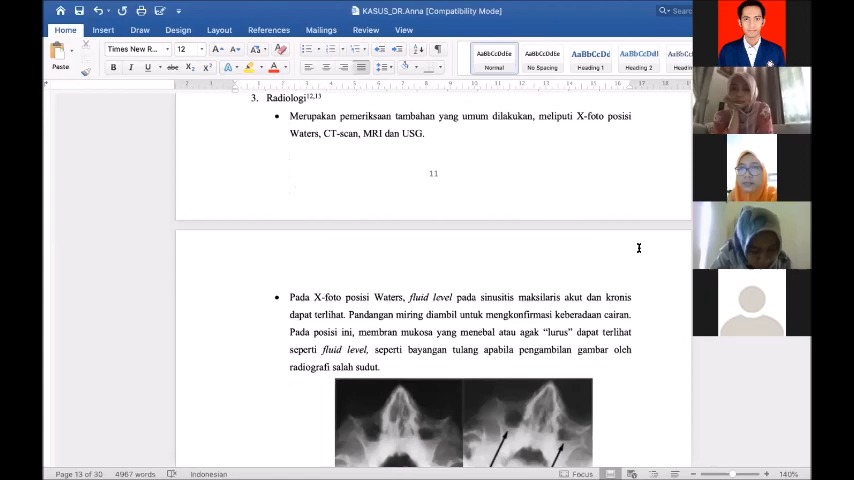 KASUS_DR.Anna [Compatibility Mode]
Home Insert Draw Design Layout References Mailings Review View
Times New R... 12
Paste
AaBbCcDdEe AaBbCcDdEe AaBbCcDc AaBbCcDdI AaBbCcDd
Normal No Spacing Heading 1 Heading 2
3. Radiologi12,13
• Merupakan pemeriksaan tambahan yang umum dilakukan, meliputi X-foto posisi
Waters, CT-scan, MRI dan USG.
11
• Pada X-foto posisi Waters, fluid level pada sinusitis maksilaris akut dan kronis
dapat terlihat. Pandangan miring diambil untuk mengkonfirmasi keberadaan cairan.
Pada posisi ini, membran mukosa yang menebal atau agak “lurus” dapat terlihat
seperti fluid level, seperti bayangan tulang apabila pengambilan gambar oleh
radiografi salah sudut.
Page 13 of 30 4967 words Indonesian Focus 140%